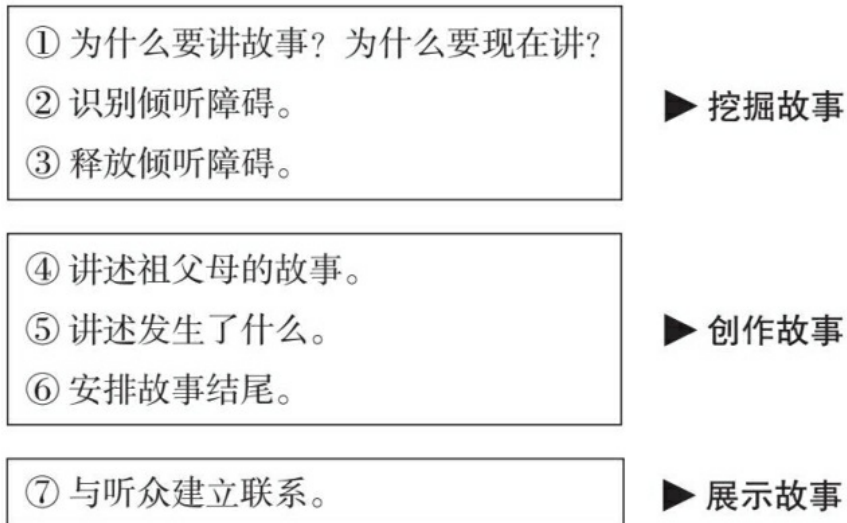 ① 为什么要讲故事？为什么要现在讲？
② 识别倾听障碍。
▶ 挖掘故事
③ 释放倾听障碍。
④ 讲述祖父母的故事。
⑤ 讲述发生了什么。
▶ 创作故事
⑥ 安排故事结尾。
⑦ 与听众建立联系。
▶ 展示故事